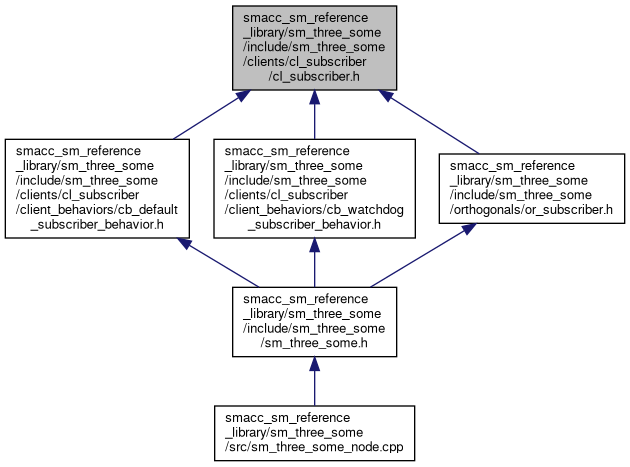 smacc_sm_reference
_library/sm_three_some
/include/sm_three_some
/clients/cl_subscriber
/cl_subscriber.h
smacc_sm_reference
_library/sm_three_some
/include/sm_three_some
/clients/cl_subscriber
/client_behaviors/cb_default
_subscriber_behavior.h
smacc_sm_reference
_library/sm_three_some
/include/sm_three_some
/clients/cl_subscriber
/client_behaviors/cb_watchdog
_subscriber_behavior.h
smacc_sm_reference
_library/sm_three_some
/include/sm_three_some
/orthogonals/or_subscriber.h
smacc_sm_reference
_library/sm_three_some
/include/sm_three_some
/sm_three_some.h
smacc_sm_reference
_library/sm_three_some
/src/sm_three_some_node.cpp